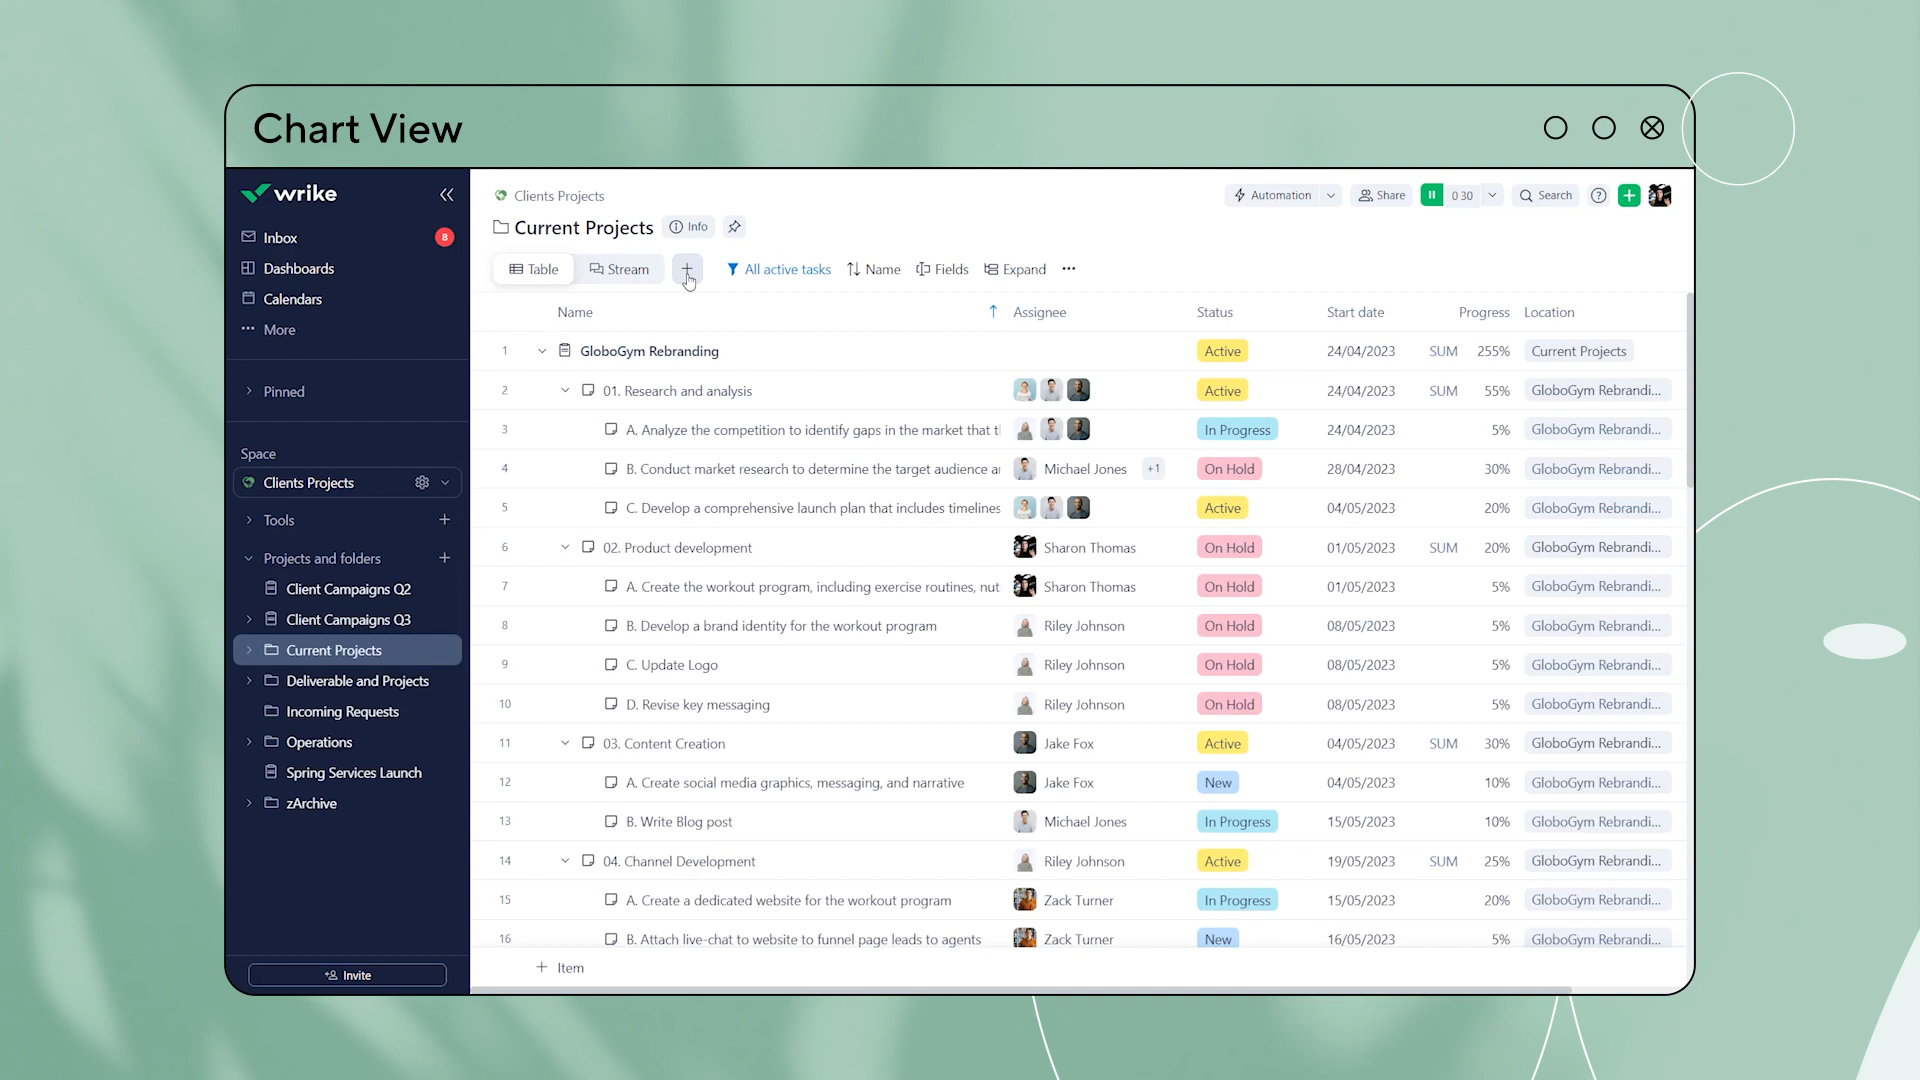 Chart View
wrike
Inbox
8
Dashboards
Calendars
More
Pinned
Space
Clients Projects
Tools
Projects and folders
Client Campaigns Q2
Client Campaigns Q3
Current Projects
Deliverable and Projects
Incoming Requests
Operations
Spring Services Launch
zArchive
Invite
Clients Projects
Automation
Share
0 30
Search
Current Projects
Info
Table
Stream
All active tasks
Name
Fields
Expand
Name Assignee Status Start date Progress Location
1 GloboGym Rebranding Active 24/04/2023 SUM 255% Current Projects
2 01. Research and analysis Active 24/04/2023 SUM 55% GloboGym Rebrandi...
3 A. Analyze the competition to identify gaps in the market that In Progress 24/04/2023 5% GloboGym Rebrandi...
4 B. Conduct market research to determine the target audience Michael Jones +1 On Hold 28/04/2023 30% GloboGym Rebrandi...
5 C. Develop a comprehensive launch plan that includes timelines Active 04/05/2023 20% GloboGym Rebrandi...
6 02. Product development Sharon Thomas On Hold 01/05/2023 SUM 20% GloboGym Rebrandi...
7 A. Create the workout program, including exercise routines, nut Sharon Thomas On Hold 01/05/2023 5% GloboGym Rebrandi...
8 B. Develop a brand identity for the workout program Riley Johnson On Hold 08/05/2023 5% GloboGym Rebrandi...
9 C. Update Logo Riley Johnson On Hold 08/05/2023 5% GloboGym Rebrandi...
10 D. Revise key messaging Riley Johnson On Hold 08/05/2023 5% GloboGym Rebrandi...
11 03. Content Creation Jake Fox Active 04/05/2023 SUM 30% GloboGym Rebrandi...
12 A. Create social media graphics, messaging, and narrative Jake Fox New 04/05/2023 10% GloboGym Rebrandi...
13 B. Write Blog post Michael Jones In Progress 15/05/2023 10% GloboGym Rebrandi...
14 04. Channel Development Riley Johnson Active 19/05/2023 SUM 25% GloboGym Rebrandi...
15 A. Create a dedicated website for the workout program Zack Turner In Progress 15/05/2023 20% GloboGym Rebrandi...
16 B. Attach live-chat to website to funnel page leads to agents Zack Turner New 16/05/2023 5% GloboGym Rebrandi...
Item